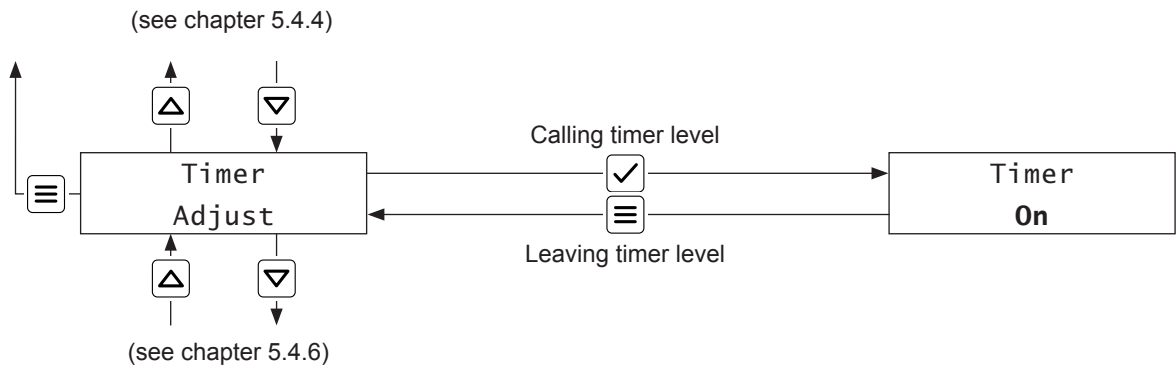 (see chapter 5.4.4)
Calling timer level
Timer
Adjust
Timer
On
Leaving timer level
(see chapter 5.4.6)